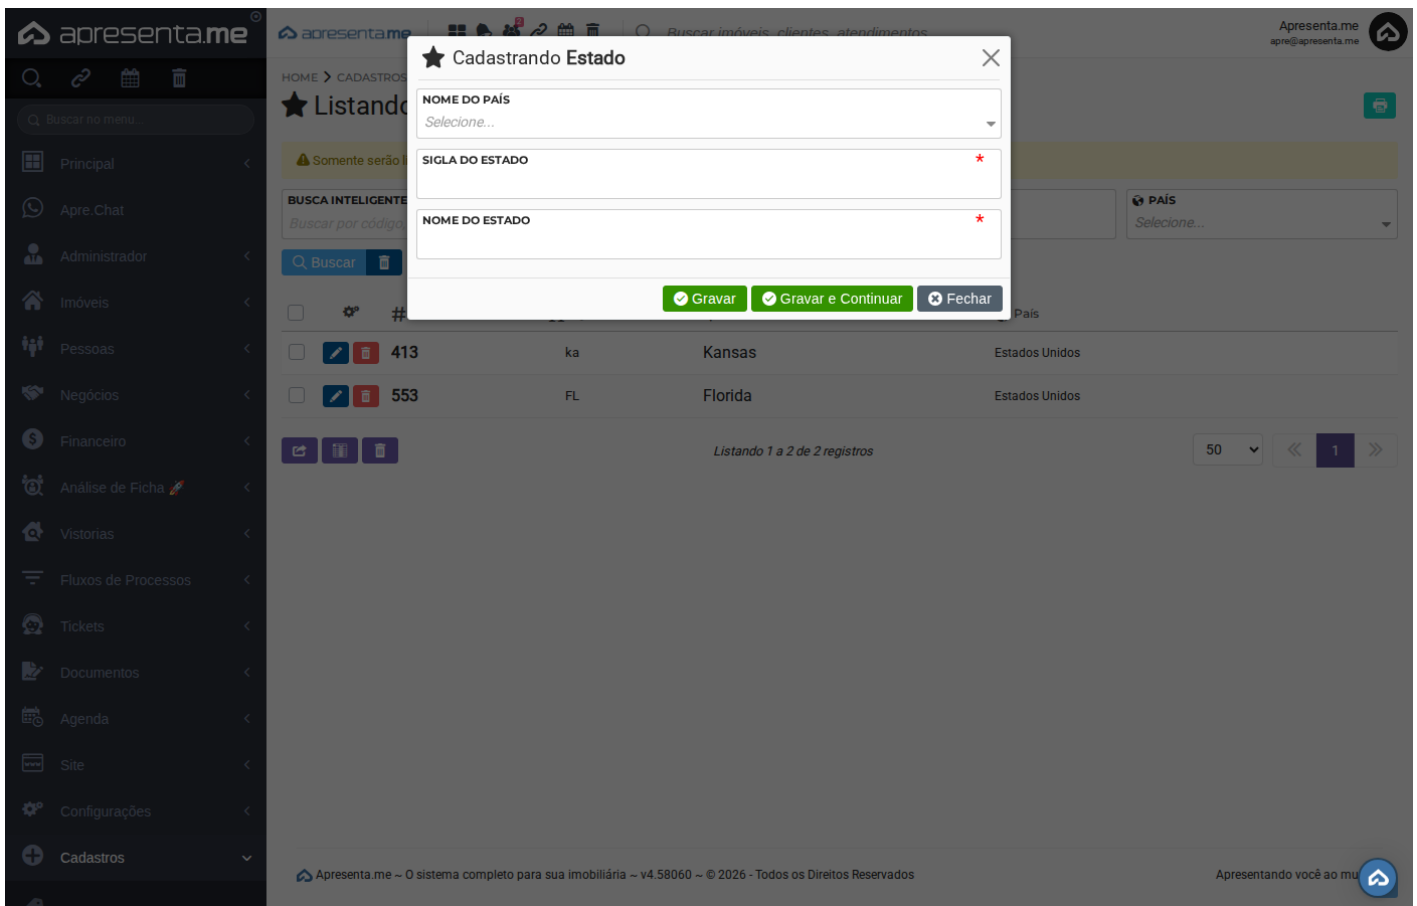 apresenta.me
Buscar no menu...
Principal
Apre.Chat
Administrador
Imóveis
Pessoas
Negócios
Financeiro
Análise de Ficha 🚀
Vistorias
Fluxos de Processos
Tickets
Documentos
Agenda
Site
Configurações
Cadastros
apresenta.me
2
Buscar imóveis, clientes, atendimentos
Apresenta.me
apre@apresenta.me
HOME > CADASTROS
Listando
Somente serão li
BUSCA INTELIGENTE
Buscar por código,
PAÍS
Selecione...
Buscar
Cadastrando Estado
NOME DO PAÍS
Selecione...
SIGLA DO ESTADO *
NOME DO ESTADO *
Gravar
Gravar e Continuar
Fechar
# País
413 ka Kansas Estados Unidos
553 FL Florida Estados Unidos
Listando 1 a 2 de 2 registros
50
1
Apresenta.me ~ O sistema completo para sua imobiliária ~ v4.58060 ~ © 2026 - Todos os Direitos Reservados
Apresentando você ao mu